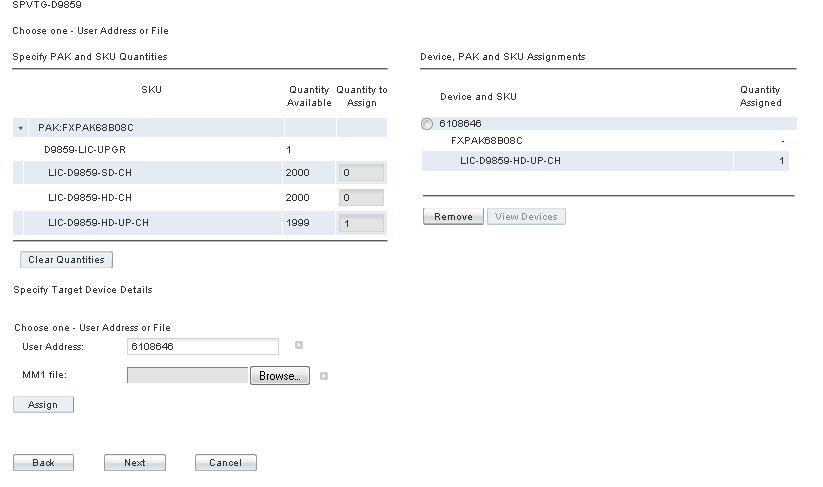 SPVTG-D9859
Choose one - User Address or File
Specify PAK and SKU Quantities
SKU Quantity Available Quantity to Assign
PAK:FXPAK68B08C
D9859-LIC-UPGR 1
LIC-D9859-SD-CH 2000 0
LIC-D9859-HD-CH 2000 0
LIC-D9859-HD-UP-CH 1999 1
Clear Quantities
Device, PAK and SKU Assignments
Device and SKU Quantity Assigned
6108646
FXPAK68B08C -
LIC-D9859-HD-UP-CH 1
Remove View Devices
Specify Target Device Details
Choose one - User Address or File
User Address: 6108646
MM1 file: Browse...
Assign
Back Next Cancel